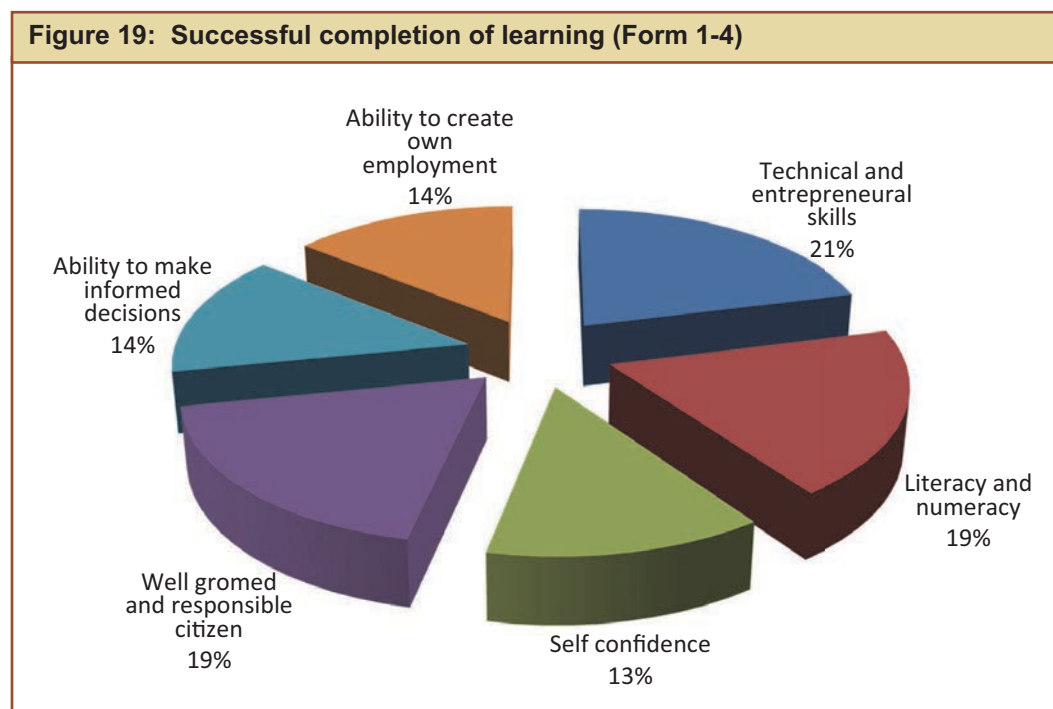 Figure 19: Successful completion of learning (Form 1-4)
Ability to create
own
employment
14%
Technical and
entrepreneural
skills
21%
Ability to make
informed
decisions
14%
Literacy and
numeracy
19%
Well gromed
and responsible
citizen
19%
Self confidence
13%